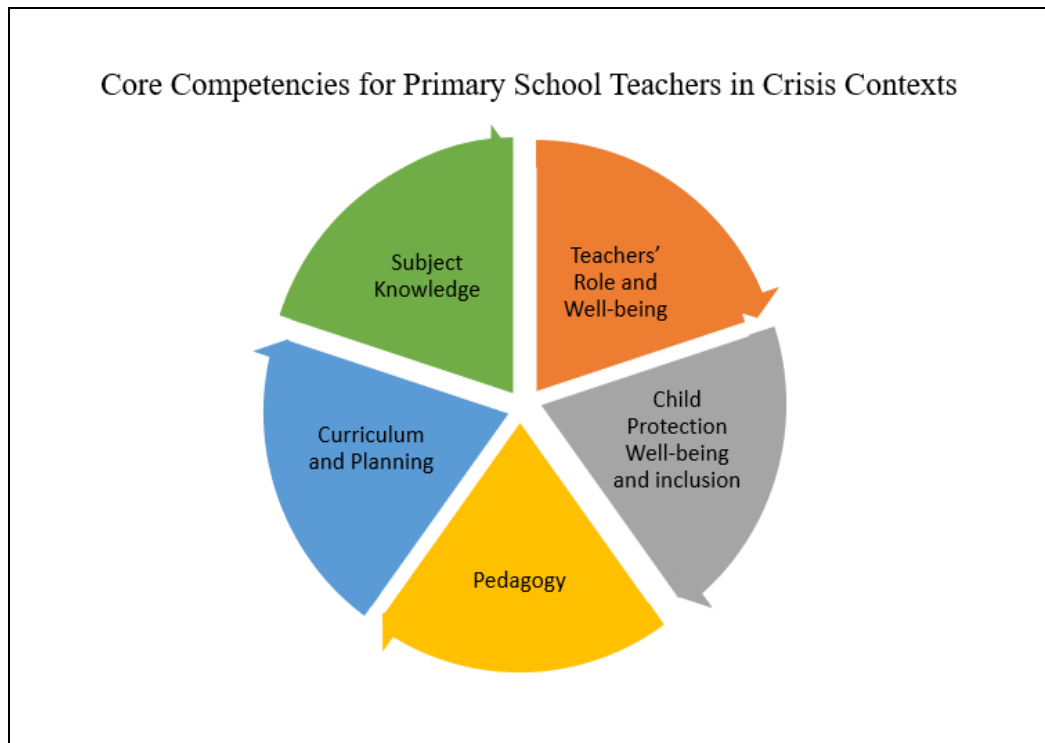 Core Competencies for Primary School Teachers in Crisis Contexts
Subject
Knowledge
Teachers’
Role and
Well-being
Child
Protection
Well-being
and inclusion
Pedagogy
Curriculum
and Planning